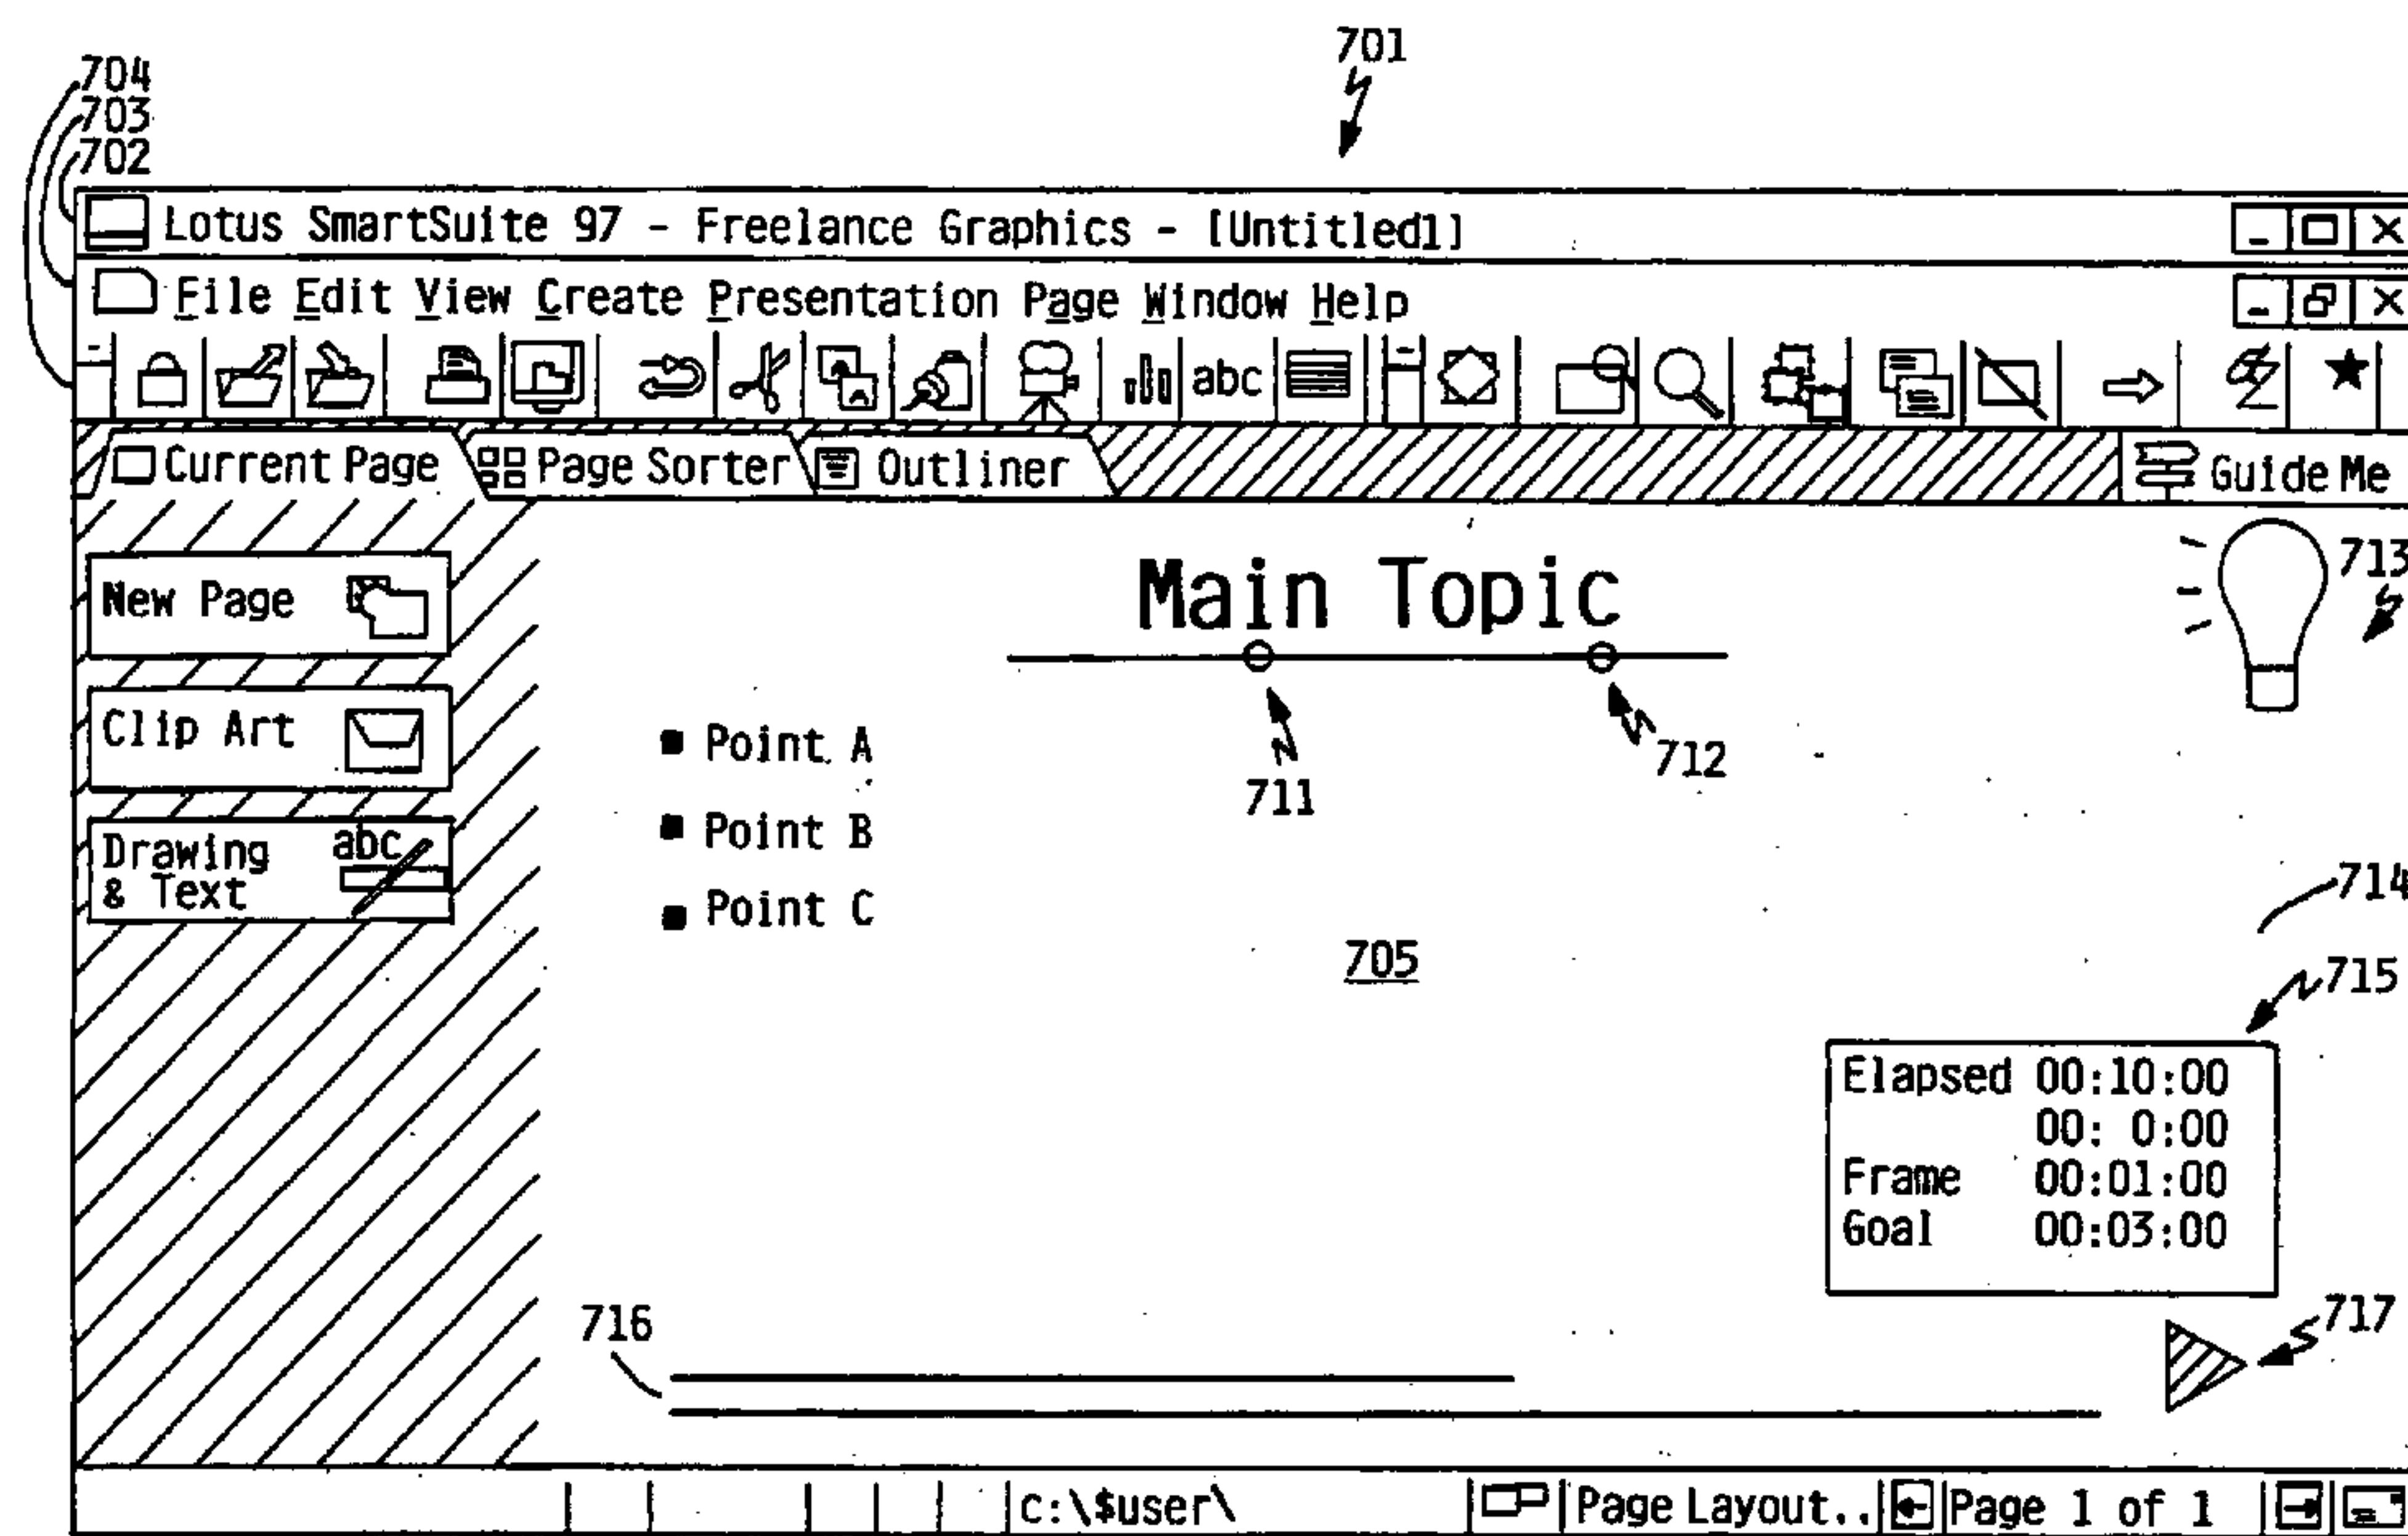 701
704
703
702
Lotus SmartSuite 97 - Freelance Graphics - [Untitled1]
File Edit View Create Presentation Page Window Help
abc
Current Page
Page Sorter
Outliner
Guide Me
New Page
Clip Art
Drawing
& Text
abc
Main Topic
713
711
712
Point A
Point B
Point C
705
714
715
Elapsed 00:10:00
00: 0:00
Frame 00:01:00
Goal 00:03:00
716
717
c:\$user\
Page Layout..
Page 1 of 1